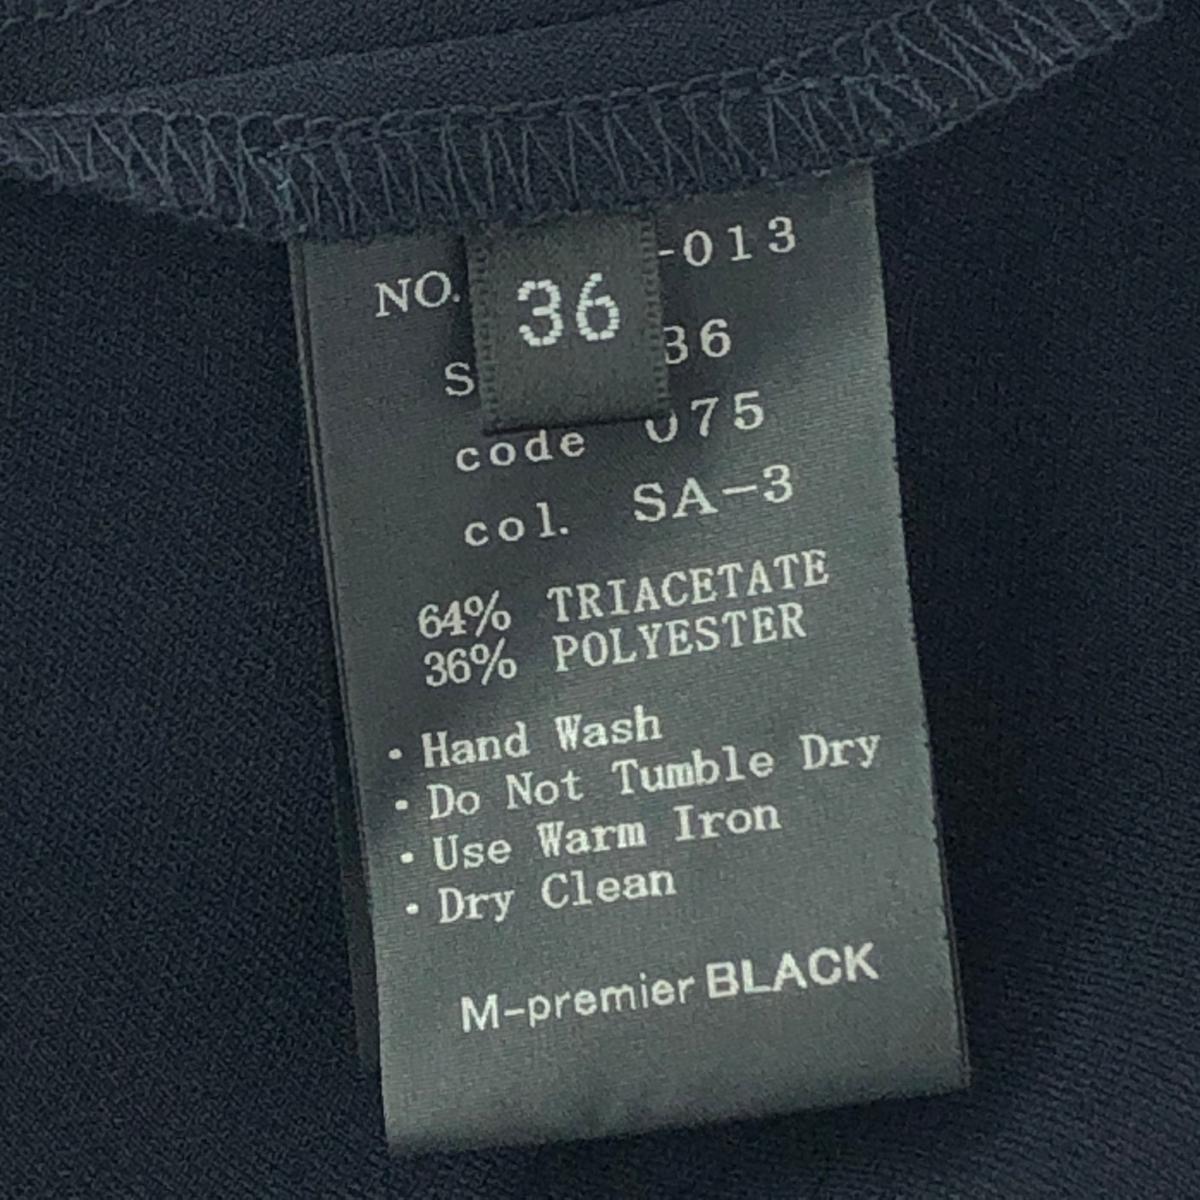 NO. -013
36
36
code 075
col. SA-3
64% TRIACETATE
36% POLYESTER
・Hand Wash
・Do Not Tumble Dry
・Use Warm Iron
・Dry Clean
M-premier BLACK